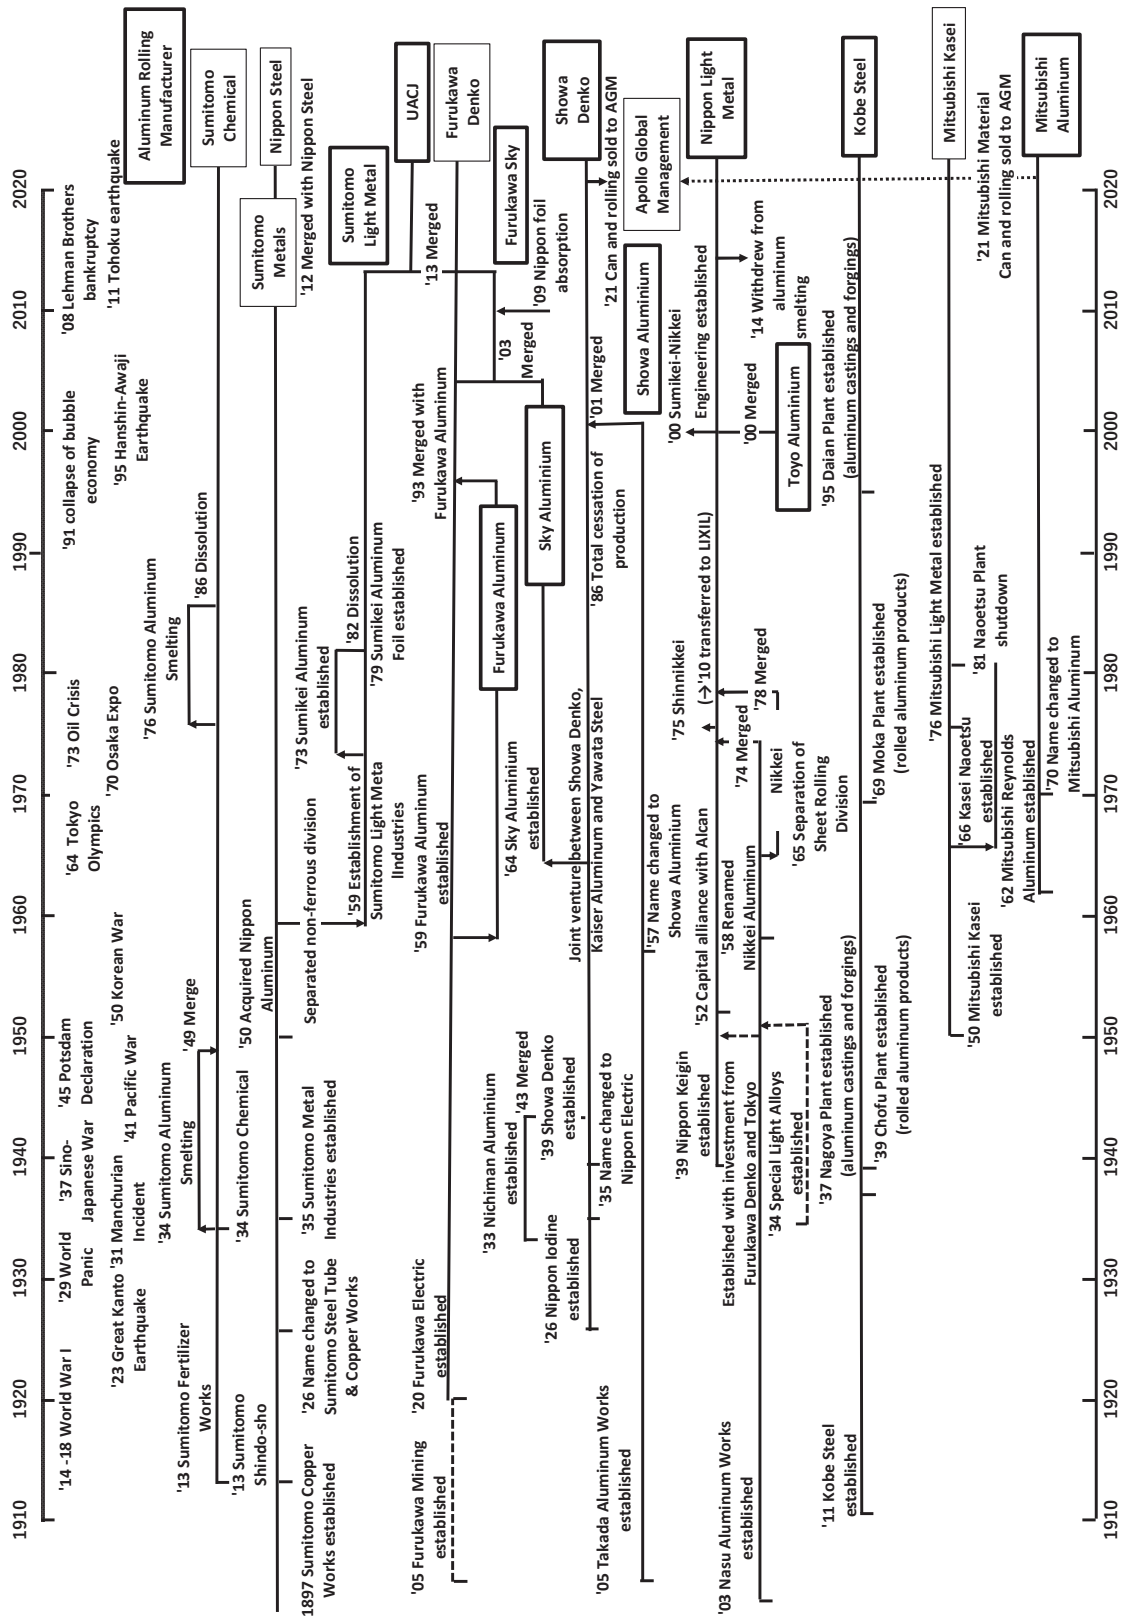 1910
1920
1930
1940
1950
1960
1970
1980
1990
2000
2010
2020
'14 -18 World War I
'29 World
Panic
'37 Sino-
Japanese War
'45 Potsdam
Declaration
'64 Tokyo
Olympics
'73 Oil Crisis
'91 collapse of bubble
economy
'08 Lehman Brothers
bakruptcy
'23 Great Kanto
Earthquake
'31 Manchurian
Incident
'41 Pacific War
'50 Korean War
'70 Osaka Expo
'95 Hanshin-Awaji
Earthquake
'11 Tohoku earthquake
Aluminum Rolling
Manufacturer
'13 Sumitomo Fertilizer
Works
'34 Sumitomo Aluminum
Smelting
'49 Merge
'76 Sumitomo Aluminum
Smelting
'86 Dissolution
Sumitomo
Chemical
'34 Sumitomo Chemical
'13 Sumitomo
Shindo-sho
'50 Acquired Nippon
Aluminum
Sumitomo
Metals
Nippon Steel
1897 Sumitomo Copper
Works established
'26 Name changed to
Sumitomo Steel Tube
& Copper Works
'35 Sumitomo Metal
Industries established
Separated non-ferrous division
'12 Merged with Nippon Steel
'59 Establishment of
Sumitomo Light Meta
lIndustries
'73 Sumikei Aluminum
established
'82 Dissolution
'79 Sumikei Aluminum
Foil established
Sumitomo
Light Metal
UACJ
'13 Merged
'05 Furukawa Mining
established
'20 Furukawa Electric
established
'59 Furukawa Aluminum
established
'93 Merged with
Furukawa Aluminum
Furukawa
Denko
Furukawa Aluminum
'03
Merged
Furukawa Sky
'09 Nippon foil
absorption
'64 Sky Aluminium
established
Sky Aluminium
Joint venture between Showa Denko,
Kaiser Aluminum and Yawata Steel
'33 Nichiman Aluminium
established
'43 Merged
'26 Nippon Iodine
established
'39 Showa Denko
established
'35 Name changed to
Nippon Electric
'86 Total cessation of
production
'01 Merged
Showa
Denko
'21 Can and rolling sold to AGM
Apollo Global
Management
'05 Takada Aluminum Works
established
'57 Name changed to
Showa Aluminium
Showa Aluminium
'39 Nippon Keigin
established
'52 Capital alliance with Alcan
'75 Shinnikkei
(→'10 transferred to LIXIL)
'00 Sumikei-Nikkei
Engineering established
Nippon Light
Metal
Established with investment from
Furukawa Denko and Tokyo
'58 Renamed
Nikkei Aluminum
'74 Merged
'78 Merged
'00 Merged
'14 Withdrew from
aluminum
smelting
'03 Nasu Aluminum Works
established
'34 Special Light Alloys
established
'65 Separation of
Sheet Rolling
Division
Nikkei
Toyo Aluminium
'11 Kobe Steel
established
'37 Nagoya Plant established
(aluminum castings and forgings)
'39 Chofu Plant established
(rolled aluminum products)
'69 Moka Plant established
(rolled aluminum products)
'95 Daian Plant established
(aluminum castings and forgings)
Kobe Steel
'50 Mitsubishi Kasei
established
'66 Kasei Naoetsu
established
'76 Mitsubishi Light Metal established
'81 Naoetsu Plant
shutdown
Mitsubishi Kasei
'21 Mitsubishi Material
Can and rolling sold to AGM
'62 Mitsubishi Reynolds
Aluminum established
'70 Name changed to
Mitsubishi Aluminum
Mitsubishi
Aluminum
1910
1920
1930
1940
1950
1960
1970
1980
1990
2000
2010
2020